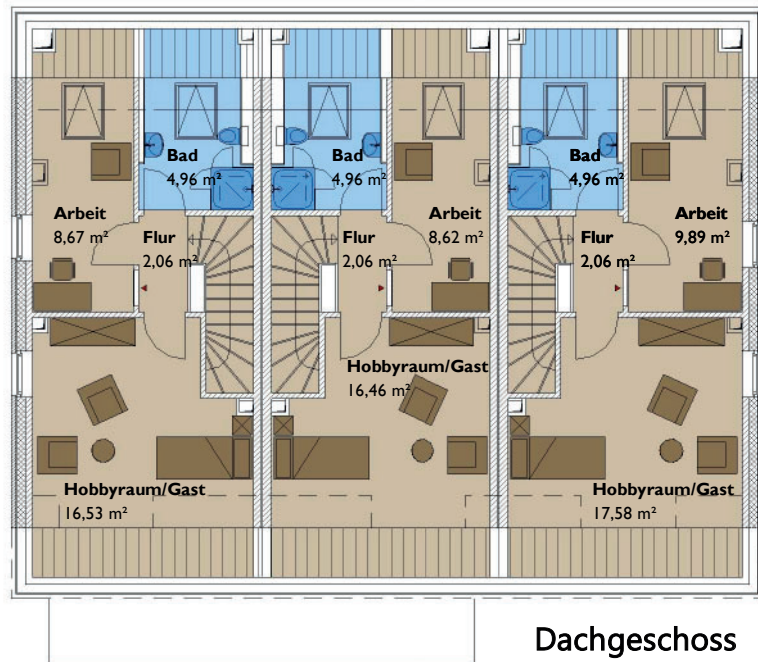 Bad
4,96 m²
Bad
4,96 m²
Bad
4,96 m²
Arbeit
8,67 m²
Flur
2,06 m²
Flur
2,06 m²
Arbeit
8,62 m²
Flur
2,06 m²
Arbeit
9,89 m²
Hobbyraum/Gast
16,46 m²
Hobbyraum/Gast
16,53 m²
Hobbyraum/Gast
17,58 m²
Dachgeschoss